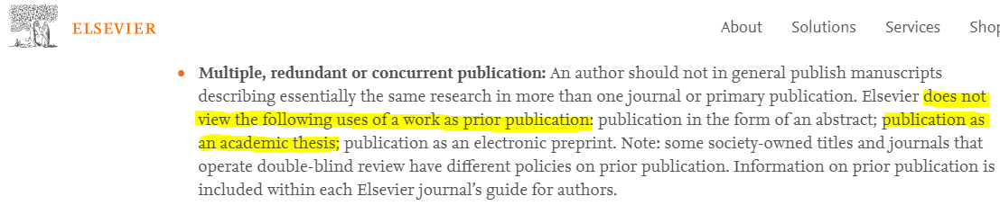 ELSEVIER
About Solutions Services Shop
Multiple, redundant or concurrent publication: An author should not in general publish manuscripts
describing essentially the same research in more than one journal or primary publication. Elsevier does not
view the following uses of a work as prior publication: publication in the form of an abstract; publication as
an academic thesis; publication as an electronic preprint. Note: some society-owned titles and journals that
operate double-blind review have different policies on prior publication. Information on prior publication is
included within each Elsevier journal’s guide for authors.